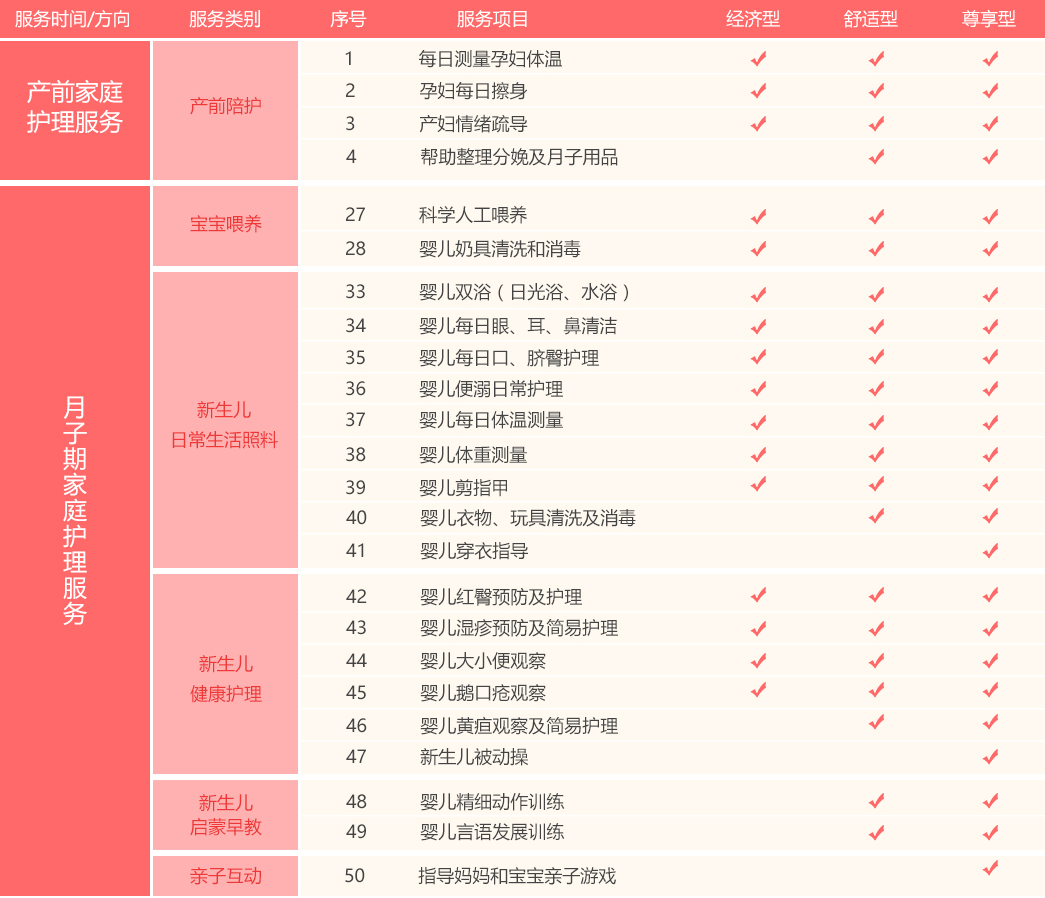 服务时间/方向 服务类别 序号 服务项目 经济型 舒适型 尊享型
产前家庭
护理服务
产前陪护
1 每日测量孕妇体温
2 孕妇每日擦身
3 产妇情绪疏导
4 帮助整理分娩及月子用品
月子期家庭护理服务
宝宝喂养
27 科学人工喂养
28 婴儿奶具清洗和消毒
新生儿
日常生活照料
33 婴儿双浴（日光浴、水浴）
34 婴儿每日眼、耳、鼻清洁
35 婴儿每日口、脐臀护理
36 婴儿便溺日常护理
37 婴儿每日体温测量
38 婴儿体重测量
39 婴儿剪指甲
40 婴儿衣物、玩具清洗及消毒
41 婴儿穿衣指导
新生儿
健康护理
42 婴儿红臀预防及护理
43 婴儿湿疹预防及简易护理
44 婴儿大小便观察
45 婴儿鹅口疮观察
46 婴儿黄疸观察及简易护理
47 新生儿被动操
新生儿
启蒙早教
48 婴儿精细动作训练
49 婴儿言语发展训练
亲子互动
50 指导妈妈和宝宝亲子游戏